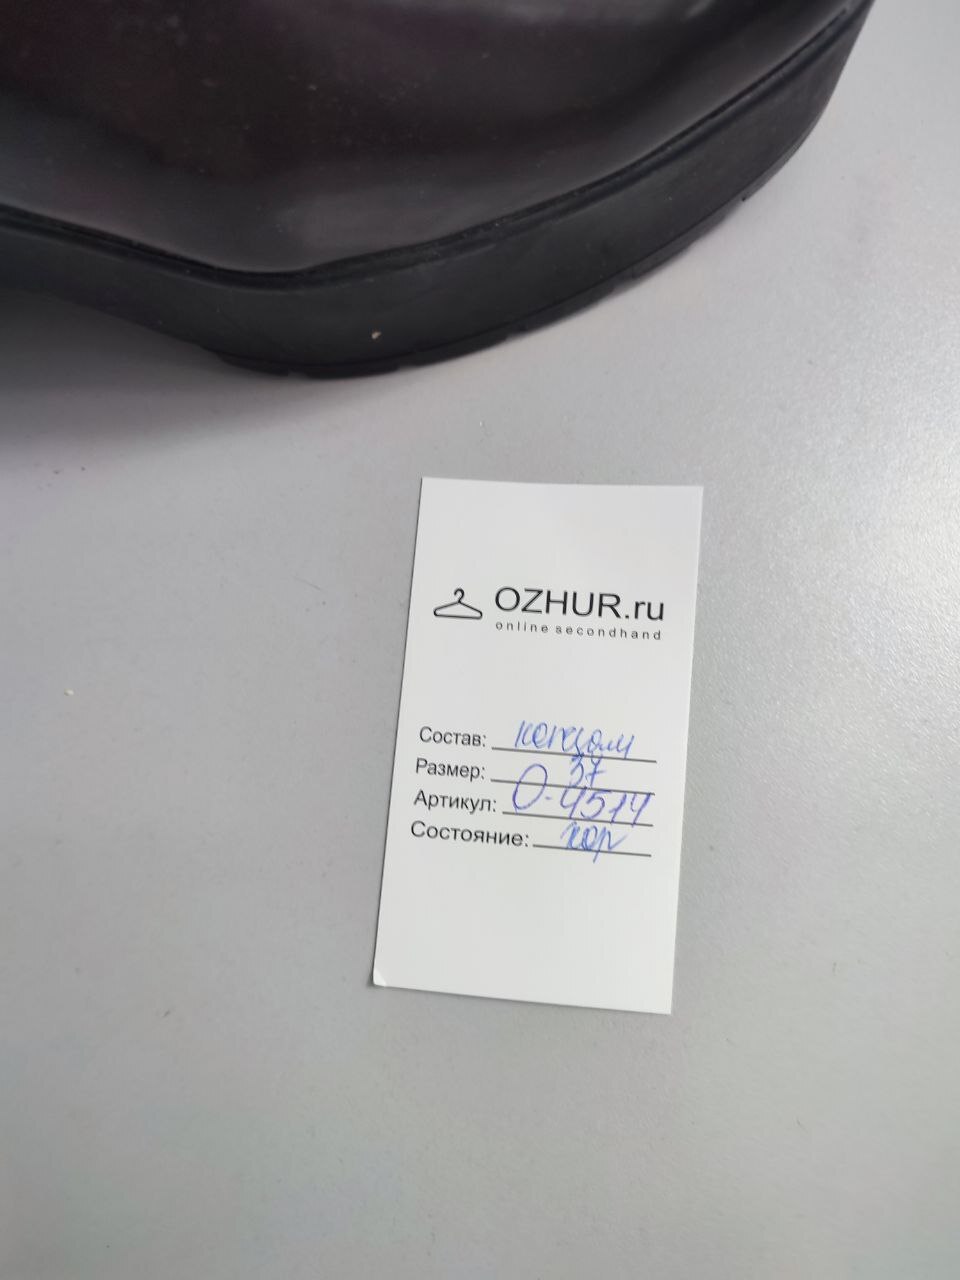 OZHUR.ru
online secondhand
Состав: кожзам
Размер: 37
Артикул: О-4514
Состояние: хор